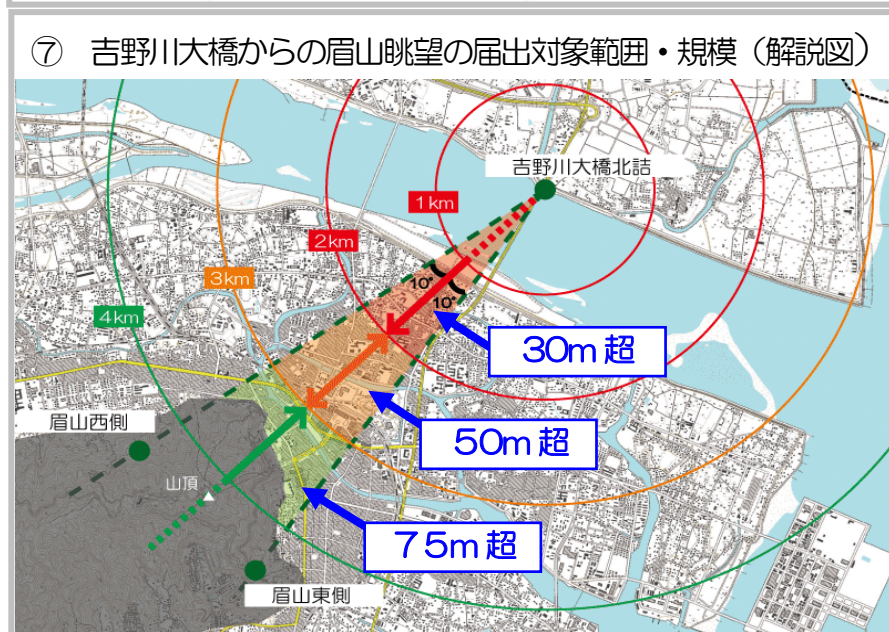 ⑦ 吉野川大橋からの眉山眺望の届出対象範囲・規模（解説図）
吉野川大橋北詰
1km
2km
3km
4km
10°
10°
30m超
50m超
75m超
眉山西側
山頂
眉山東側